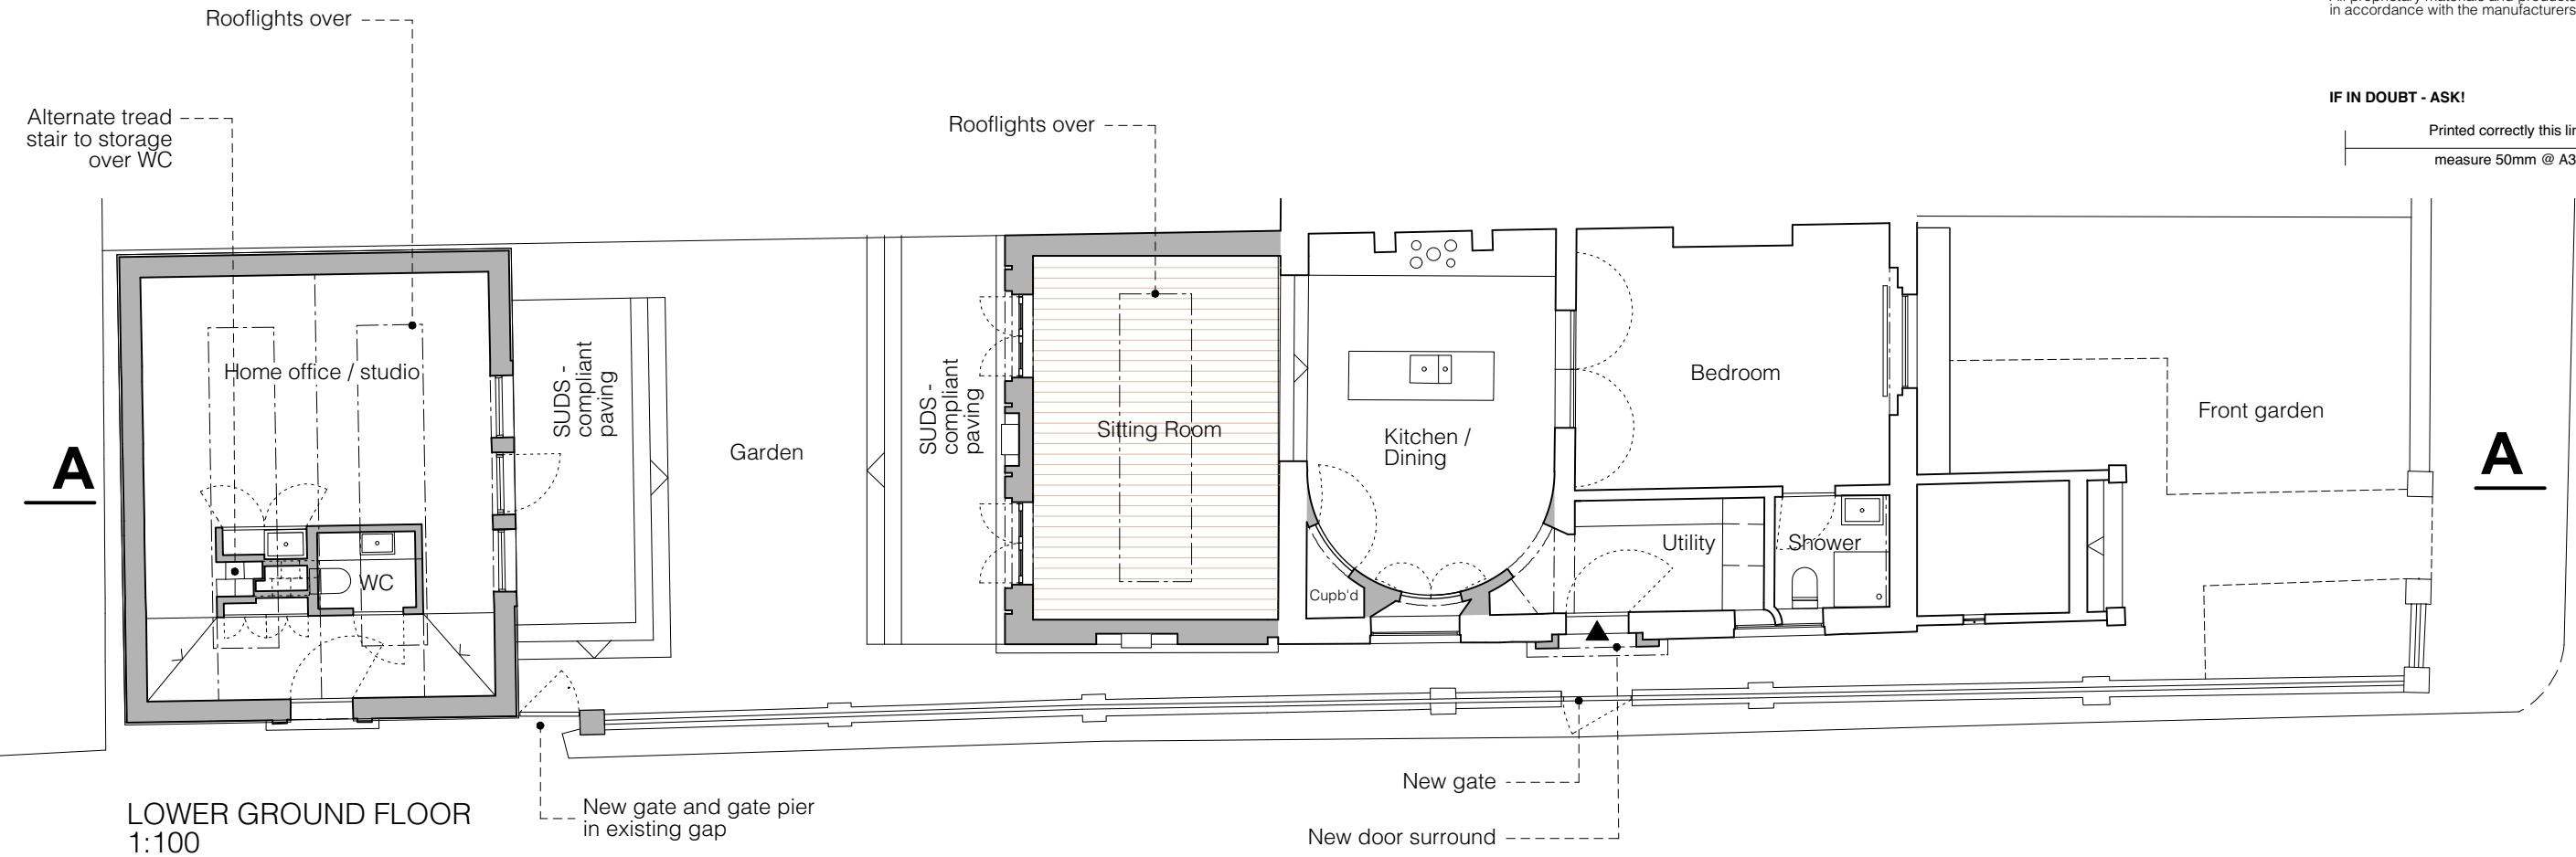 in accordance with the manufacturers
IF IN DOUBT - ASK!
Printed correctly this
measure 50mm @ A3
Rooflights over
Alternate tread
stair to storage
over WC
Rooflights over
Home office / studio
SUDS -
compliant
paving
Garden
SUDS -
compliant
paving
Sitting Room
Kitchen /
Dining
Bedroom
Front garden
A
A
WC
Cupb'd
Utility
Shower
New gate
New door surround
New gate and gate pier
in existing gap
LOWER GROUND FLOOR
1:100